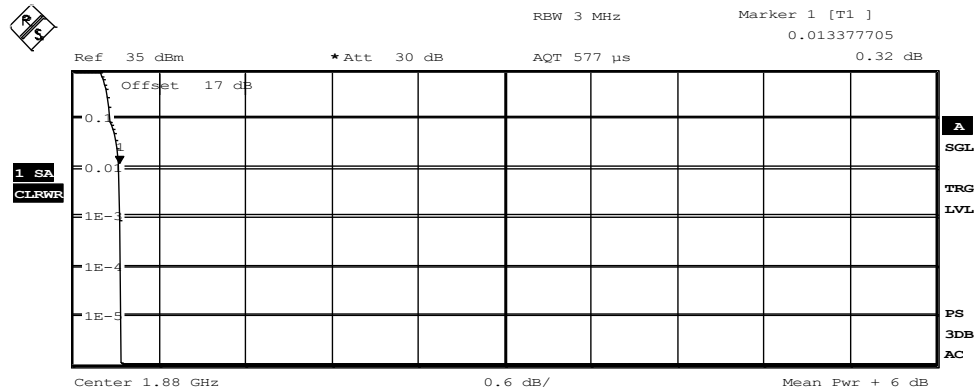 R S
RBW 3 MHz Marker 1 [T1 ]
0.013377705
Ref 35 dBm *Att 30 dB AQT 577 µs 0.32 dB
Offset 17 dB
0.1
A
1
SGL
0.01
1 SA
CLRWR
TRG
1E-3
LVL
1E-4
1E-5
PS
3DB
AC
Center 1.88 GHz 0.6 dB/ Mean Pwr + 6 dB